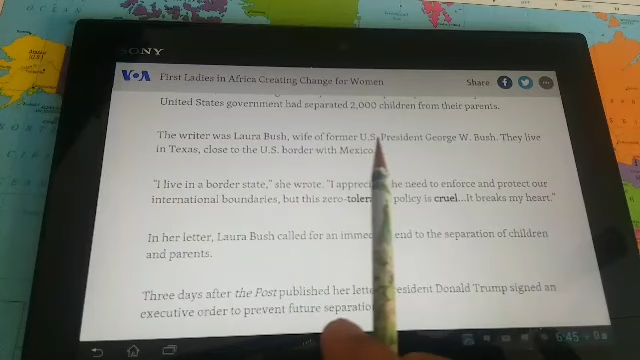 OCEAN
SONY
VOA First Ladies in Africa Creating Change for Women Share
United States government had separated 2,000 children from their parents.
The writer was Laura Bush, wife of former U.S. President George W. Bush. They live
in Texas, close to the U.S. border with Mexico.
"I live in a border state," she wrote. "I apprec he need to enforce and protect our
international boundaries, but this zero-toler policy is cruel...It breaks my heart."
In her letter, Laura Bush called for an immed end to the separation of children
and parents.
Three days after the Post published her lette resident Donald Trump signed an
executive order to prevent future separatio
6:45